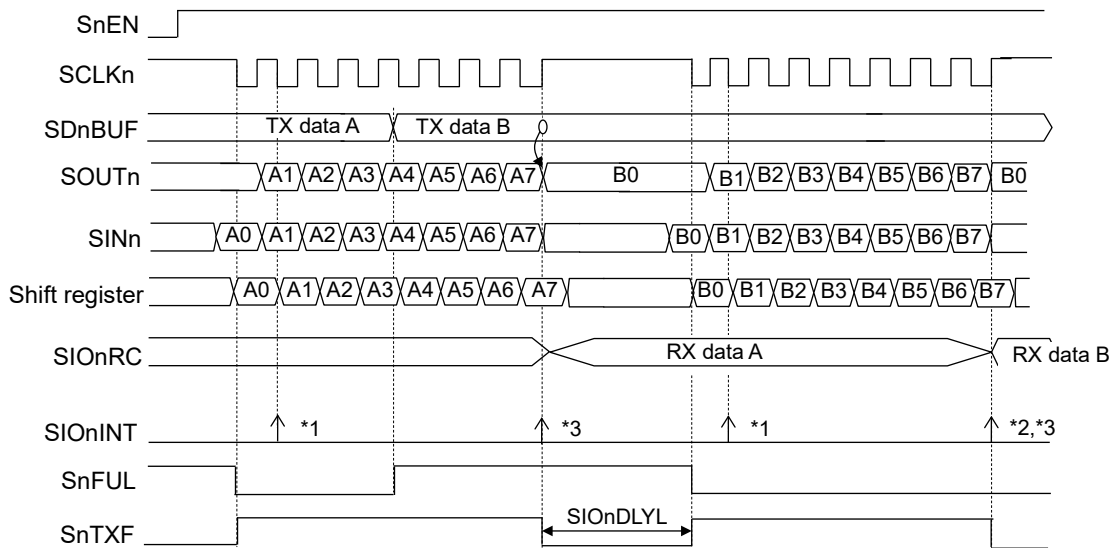 SnEN
SCLKn
SDnBUF TX data A TX data B
SOUTn A1 A2 A3 A4 A5 A6 A7 B0 B1 B2 B3 B4 B5 B6 B7 B0
SINn A0 A1 A2 A3 A4 A5 A6 A7 B0 B1 B2 B3 B4 B5 B6 B7
Shift register A0 A1 A2 A3 A4 A5 A6 A7 B0 B1 B2 B3 B4 B5 B6 B7
SIOnRC RX data A RX data B
SIOnINT *1 *3 *1 *2,*3
SnFUL
SnTXF SIOnDLYL